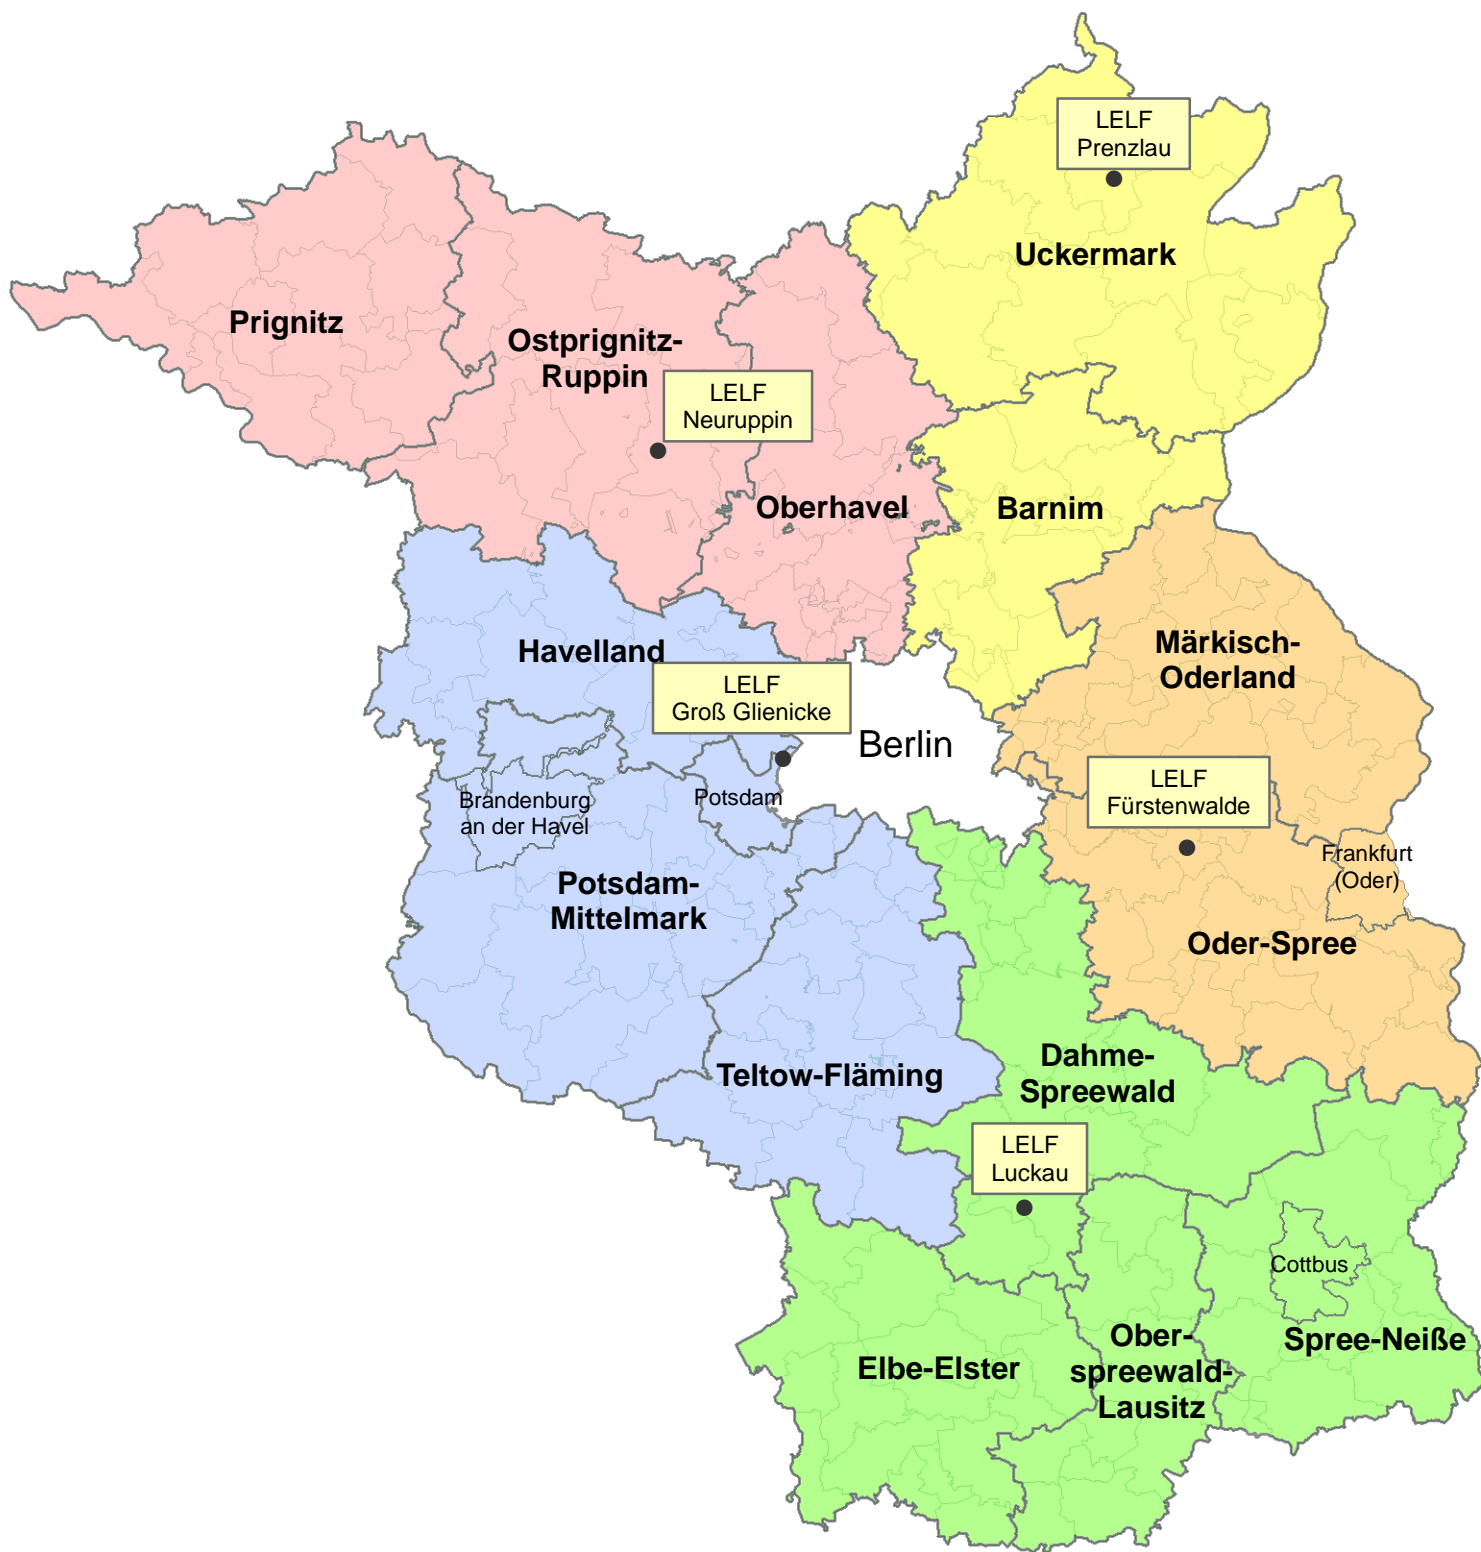 LELF
Prenzlau
Uckermark
Prignitz
Ostprignitz-
Ruppin
LELF
Neuruppin
Oberhavel
Barnim
Havelland
Märkisch-
Oderland
LELF
Groß Glienicke
Berlin
LELF
Fürstenwalde
Brandenburg
an der Havel
Potsdam
Frankfurt
(Oder)
Potsdam-
Mittelmark
Oder-Spree
Teltow-Fläming
Dahme-
Spreewald
LELF
Luckau
Cottbus
Spree-Neiße
Elbe-Elster
Ober-
spreewald-
Lausitz